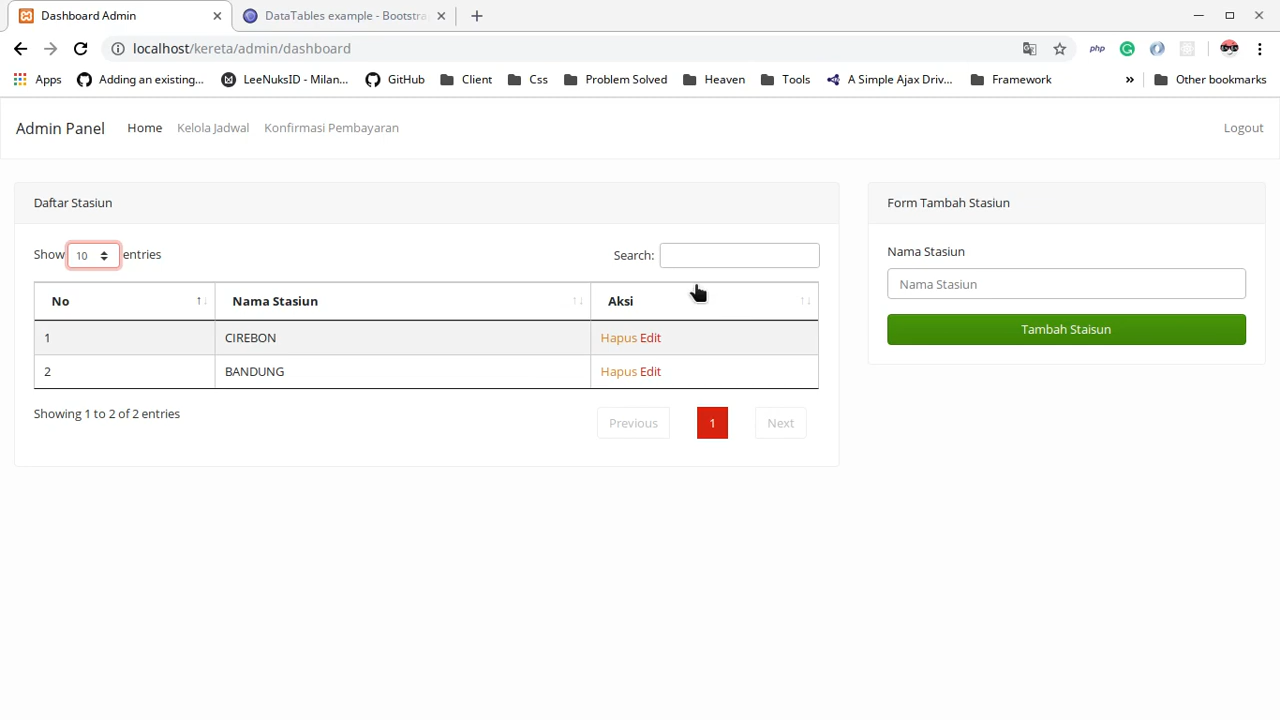 Dashboard Admin
DataTables example - Bootstra
localhost/kereta/admin/dashboard
php
Apps
Adding an existing...
LeeNuksID - Milan...
GitHub
Client
Css
Problem Solved
Heaven
Tools
A Simple Ajax Driv...
Framework
»
Other bookmarks
Admin Panel
Home
Kelola Jadwal
Konfirmasi Pembayaran
Logout
Daftar Stasiun
Show 10 entries
Search:
No Nama Stasiun Aksi
1 CIREBON Hapus Edit
2 BANDUNG Hapus Edit
Showing 1 to 2 of 2 entries
Previous 1 Next
Form Tambah Stasiun
Nama Stasiun
Nama Stasiun
Tambah Staisun